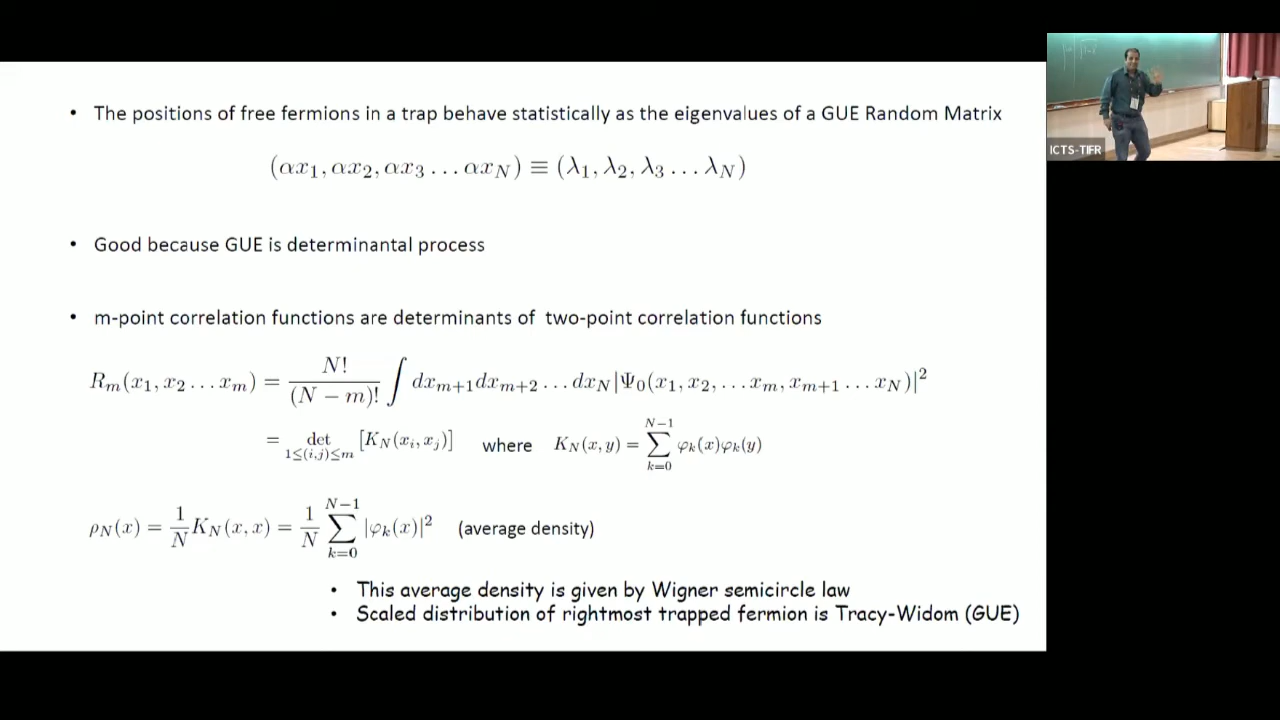 • The positions of free fermions in a trap behave statistically as the eigenvalues of a GUE Random Matrix
(αx₁, αx₂, αx₃ … αx_N) ≡ (λ₁, λ₂, λ₃ … λ_N)
• Good because GUE is determinantal process
• m-point correlation functions are determinants of two-point correlation functions
R_m(x₁, x₂ … x_m) = N!/(N − m)! ∫ dx_{m+1}dx_{m+2} … dx_N|Ψ₀(x₁, x₂, … x_m, x_{m+1} … x_N)|²
= det_{1≤(i,j)≤m} [K_N(x_i, x_j)] where K_N(x, y) = ∑_{k=0}^{N−1} φ_k(x)φ_k(y)
ρ_N(x) = 1/N K_N(x, x) = 1/N ∑_{k=0}^{N−1} |φ_k(x)|² (average density)
• This average density is given by Wigner semicircle law
• Scaled distribution of rightmost trapped fermion is Tracy-Widom (GUE)
ICTS-TIFR